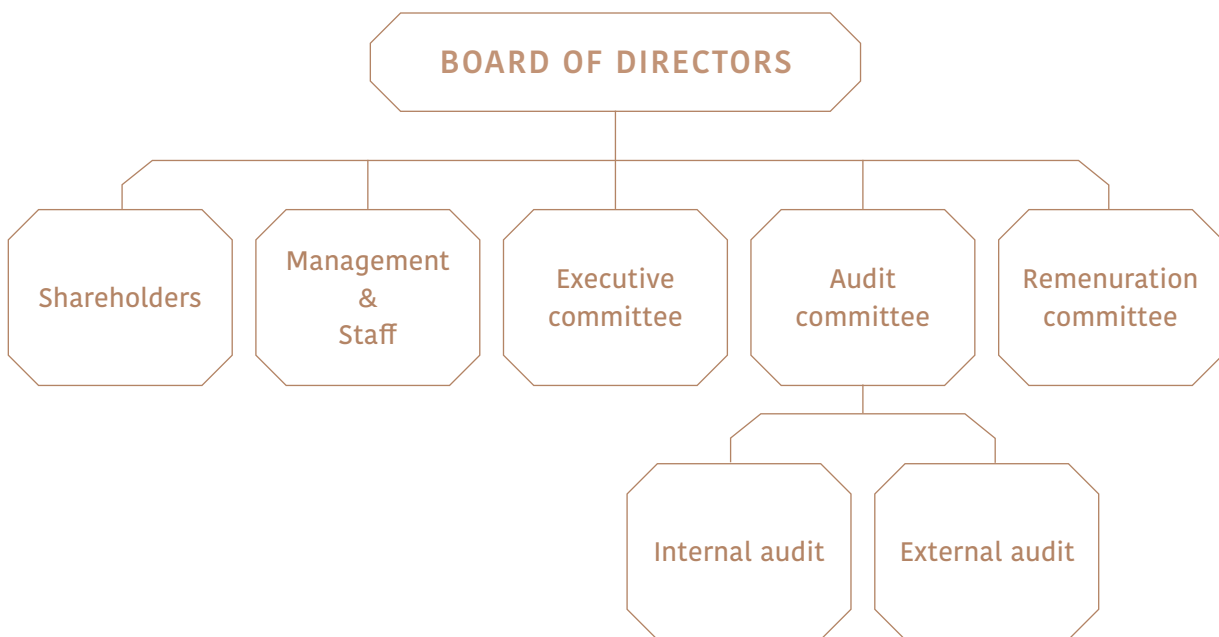 BOARD OF DIRECTORS
Shareholders
Management
&
Staff
Executive
committee
Audit
committee
Remenuration
committee
Internal audit
External audit